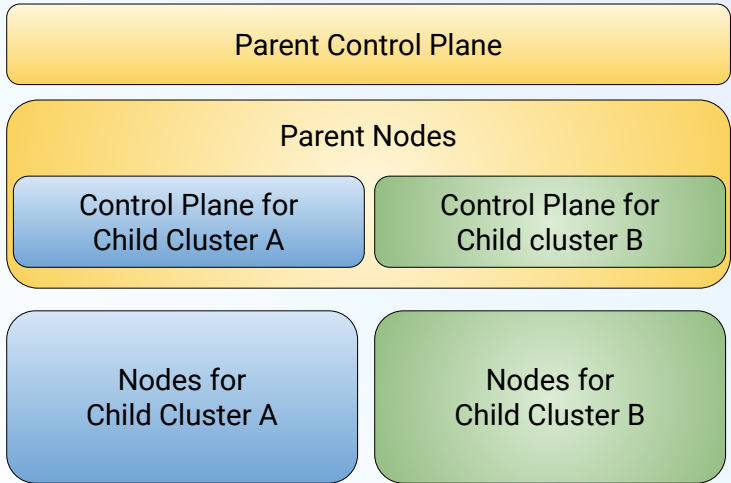 Parent Control Plane
Parent Nodes
Control Plane for
Child Cluster A
Control Plane for
Child cluster B
Nodes for
Child Cluster A
Nodes for
Child Cluster B